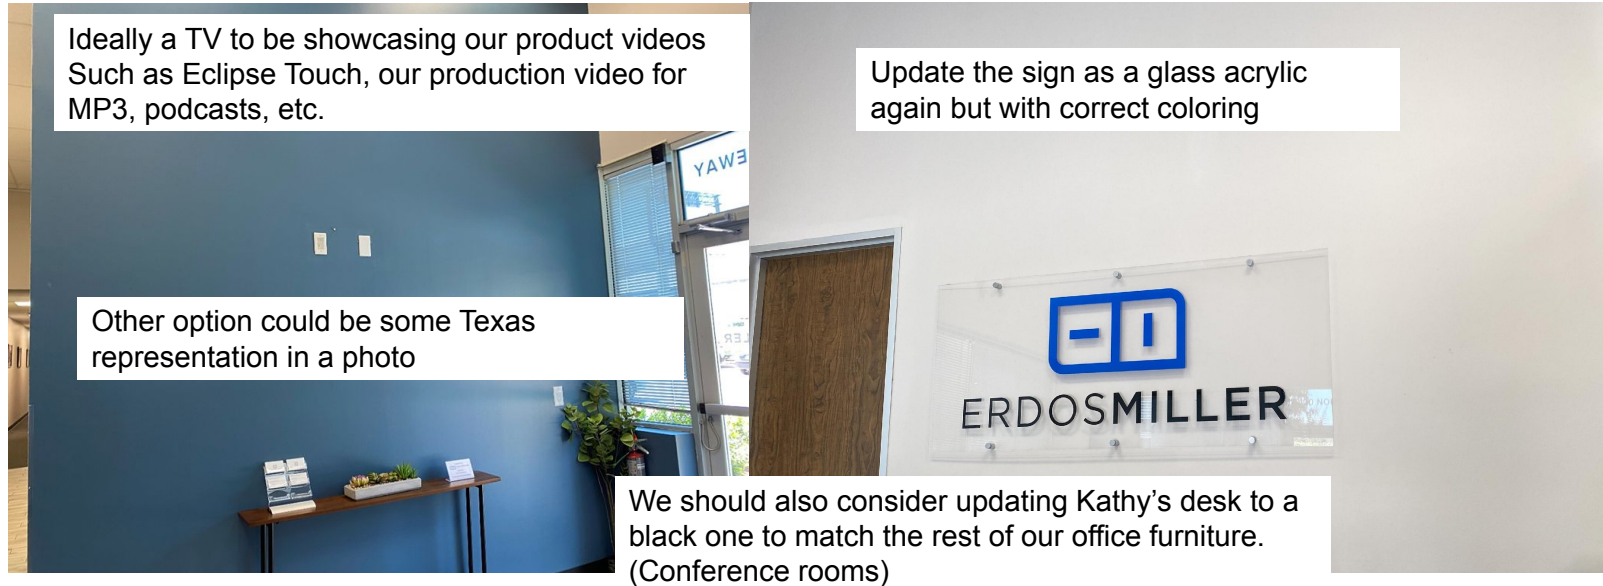 Ideally a TV to be showcasing our product videos
Such as Eclipse Touch, our production video for
MP3, podcasts, etc.
Update the sign as a glass acrylic
again but with correct coloring
EWAY
Other option could be some Texas
representation in a photo
ERDOSMILLER
We should also consider updating Kathy’s desk to a
black one to match the rest of our office furniture.
(Conference rooms)